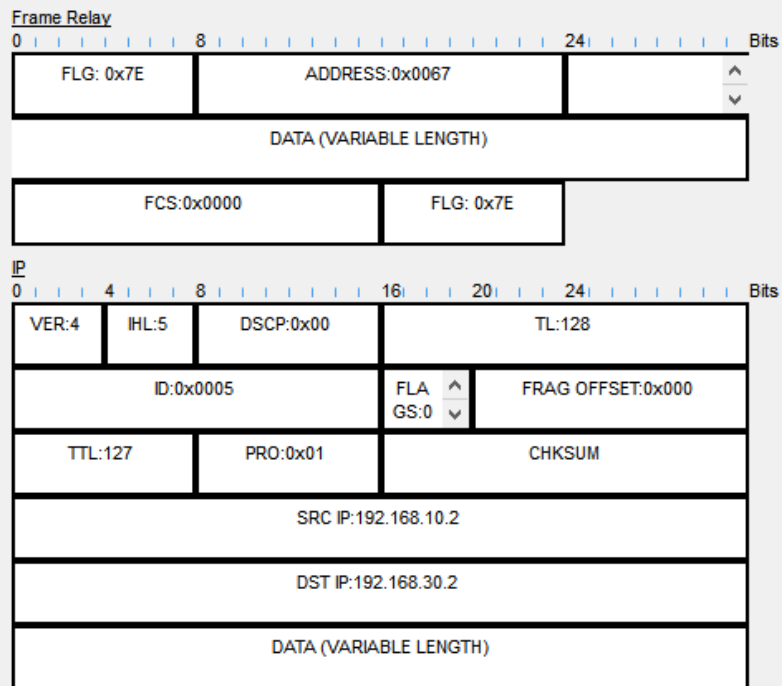 Frame Relay
0 8 24 Bits
FLG: 0x7E ADDRESS:0x0067
DATA (VARIABLE LENGTH)
FCS:0x0000 FLG: 0x7E
IP
0 4 8 16 20 24 Bits
VER:4 IHL:5 DSCP:0x00 TL:128
ID:0x0005 FLA GS:0 FRAG OFFSET:0x000
TTL:127 PRO:0x01 CHKSUM
SRC IP:192.168.10.2
DST IP:192.168.30.2
DATA (VARIABLE LENGTH)